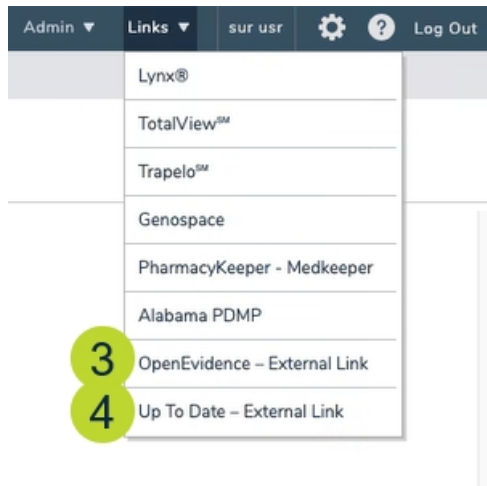 Admin ▼ Links ▼ sur usr ? Log Out
Lynx®
TotalView℠
Trapelo℠
Genospace
PharmacyKeeper - Medkeeper
Alabama PDMP
3 OpenEvidence – External Link
4 Up To Date – External Link